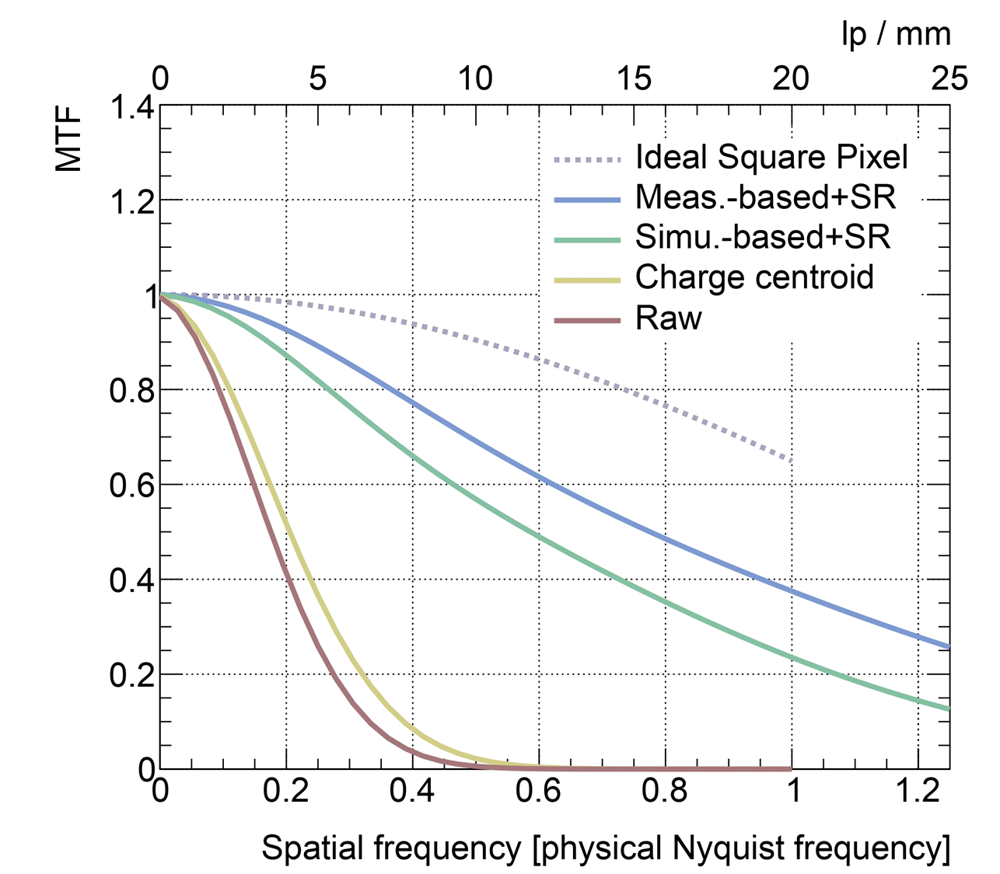 lp / mm
0 5 10 15 20 25
MTF
1.4
1.2
1
0.8
0.6
0.4
0.2
0
Ideal Square Pixel
Meas.-based+SR
Simu.-based+SR
Charge centroid
Raw
0 0.2 0.4 0.6 0.8 1 1.2
Spatial frequency [physical Nyquist frequency]